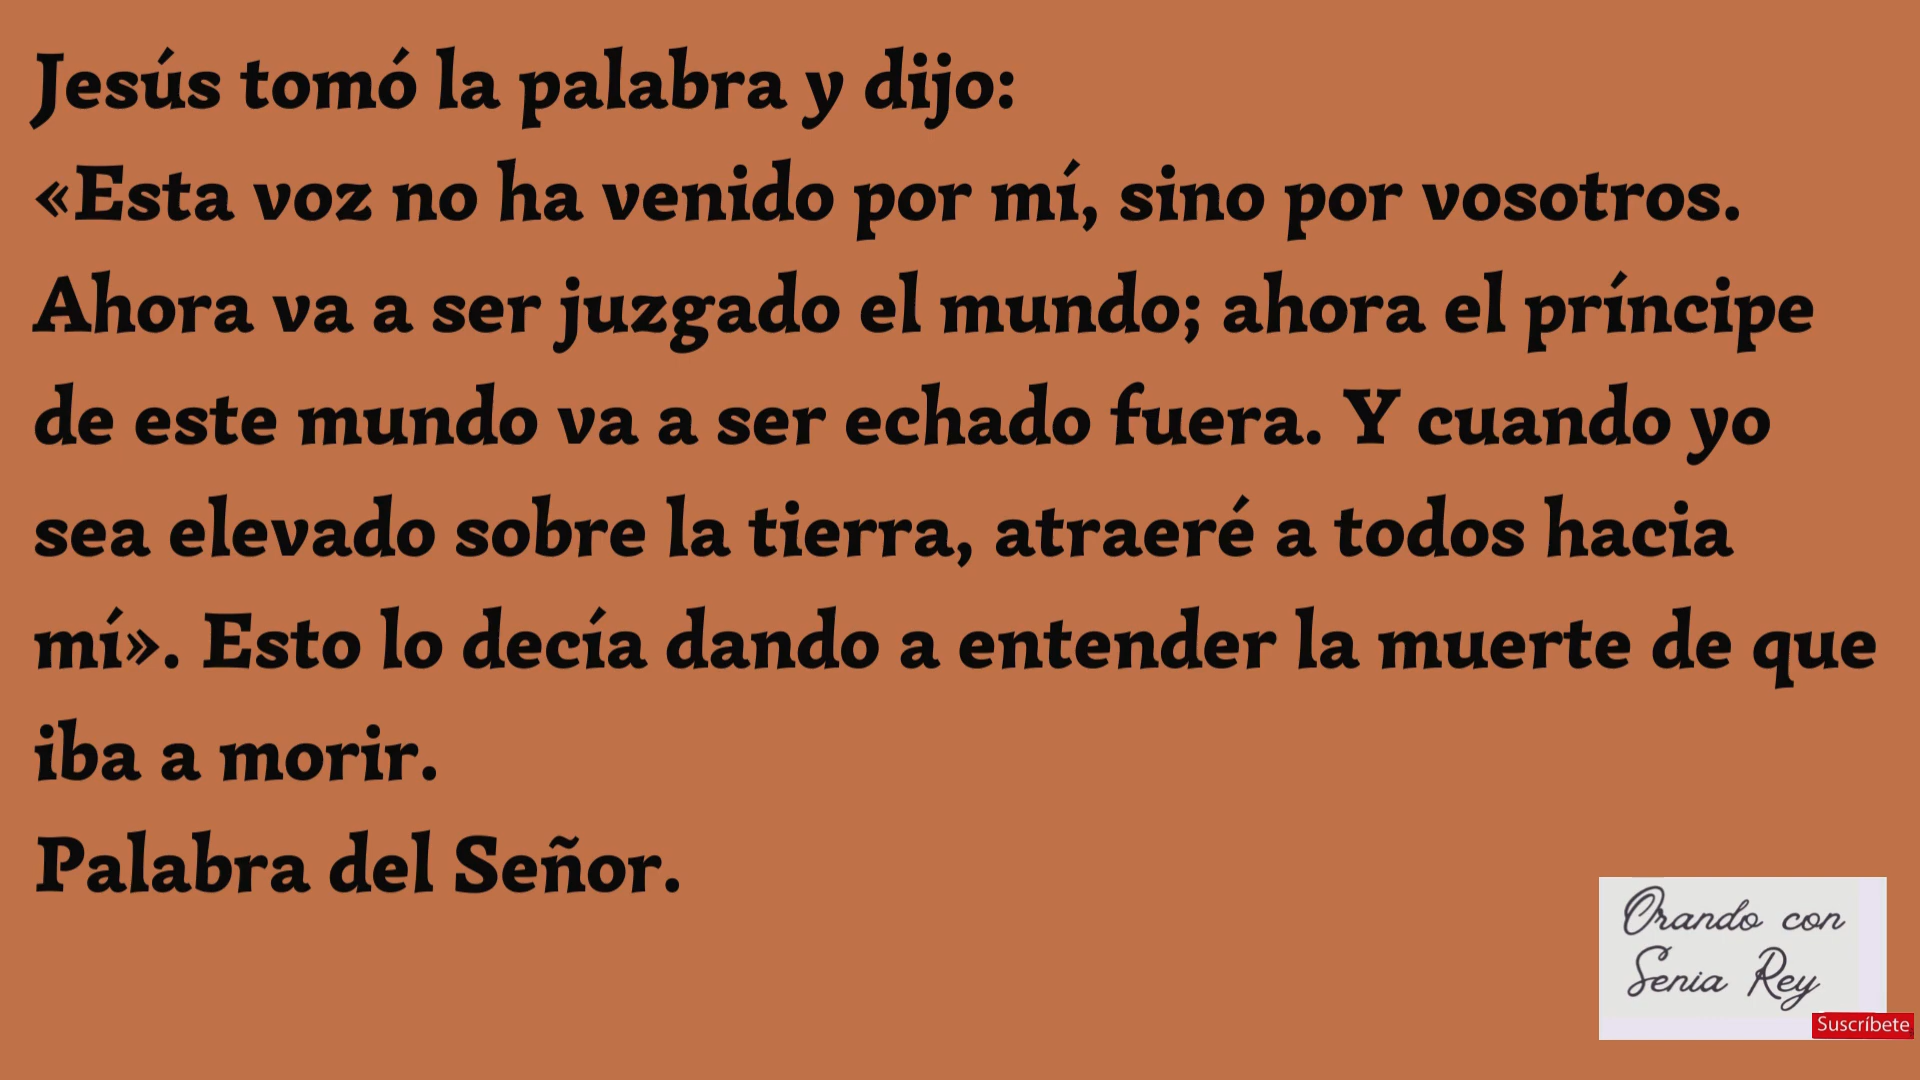 Jesús tomó la palabra y dijo:
«Esta voz no ha venido por mí, sino por vosotros.
Ahora va a ser juzgado el mundo; ahora el príncipe
de este mundo va a ser echado fuera. Y cuando yo
sea elevado sobre la tierra, atraeré a todos hacia
mí». Esto lo decía dando a entender la muerte de que
iba a morir.
Palabra del Señor.
Orando con
Senia Rey
Suscríbete